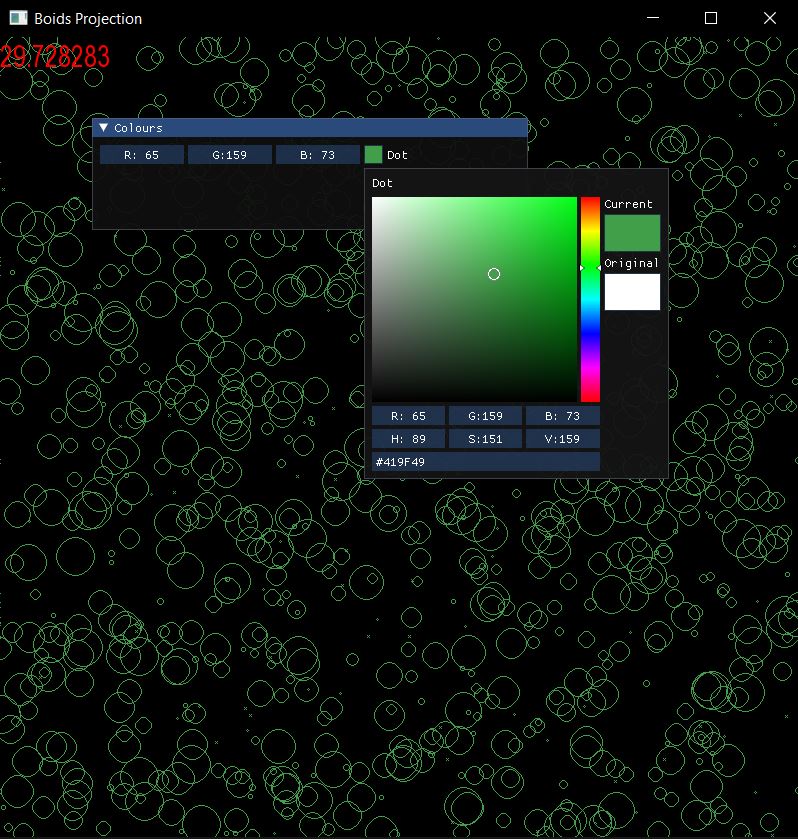 Boids Projection
29.728283
Colours
R: 65 G:159 B: 73 Dot
Dot
Current
Original
R: 65 G:159 B: 73
H: 89 S:151 V:159
#419F49